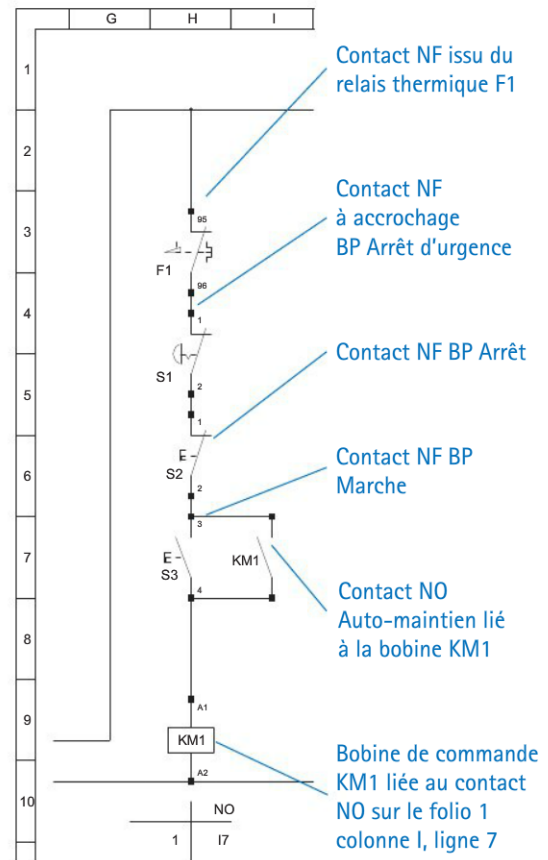 G H I
1
Contact NF issu du
relais thermique F1
2
Contact NF
à accrochage
BP Arrêt d'urgence
3
95
F1
96
4
1
Contact NF BP Arrêt
S1
5
2
1
Contact NF BP
Marche
E
S2
6
2
3
7
E
S3
KM1
4
Contact NO
Auto-maintien lié
à la bobine KM1
8
9
A1
KM1
A2
Bobine de commande
KM1 liée au contact
NO sur le folio 1
colonne I, ligne 7
10
NO
1 I7